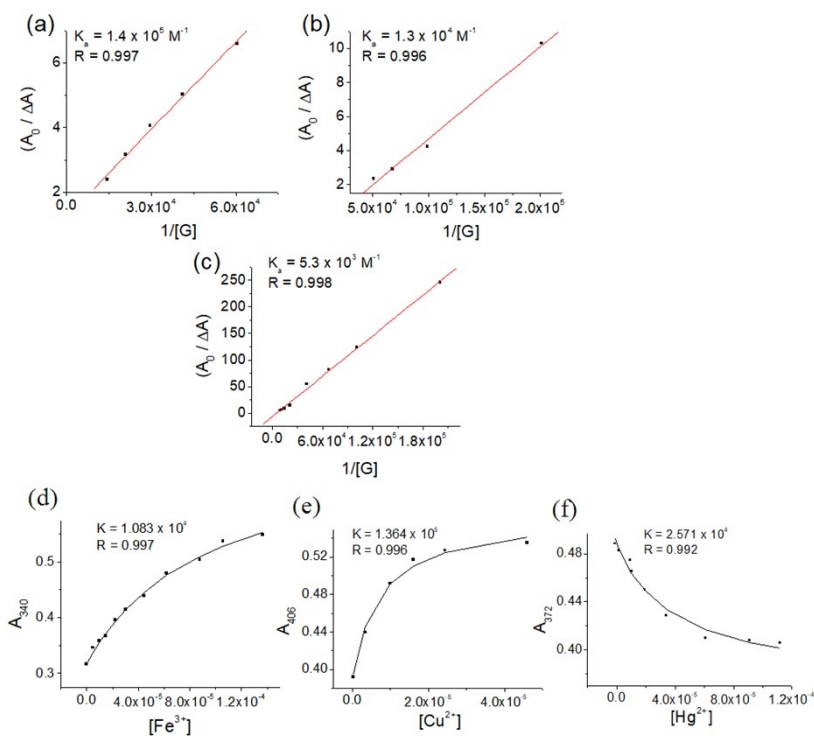 (a)
Kₐ = 1.4 x 10⁵ M⁻¹
R = 0.997
(A₀ / ΔA)
6
4
2
0.0 3.0x10⁴ 6.0x10⁴
1/[G]
(b)
Kₐ = 1.3 x 10⁴ M⁻¹
R = 0.996
(A₀ / ΔA)
10
8
6
4
2
5.0x10⁴ 1.0x10⁵ 1.5x10⁵ 2.0x10⁵
1/[G]
(c)
Kₐ = 5.3 x 10³ M⁻¹
R = 0.998
(A₀ / ΔA)
250
200
150
100
50
0
0.0 6.0x10⁴ 1.2x10⁵ 1.8x10⁵
1/[G]
(d)
K = 1.083 x 10⁴
R = 0.997
A₃₄₀
0.5
0.4
0.3
0.0 4.0x10⁻⁵ 8.0x10⁻⁵ 1.2x10⁻⁴
[Fe³⁺]
(e)
K = 1.364 x 10⁵
R = 0.996
A₄₀₆
0.52
0.48
0.44
0.40
0.0 2.0x10⁻⁵ 4.0x10⁻⁵
[Cu²⁺]
(f)
K = 2.571 x 10⁴
R = 0.992
A₃₇₂
0.48
0.44
0.40
0.0 4.0x10⁻⁵ 8.0x10⁻⁵ 1.2x10⁻⁴
[Hg²⁺]